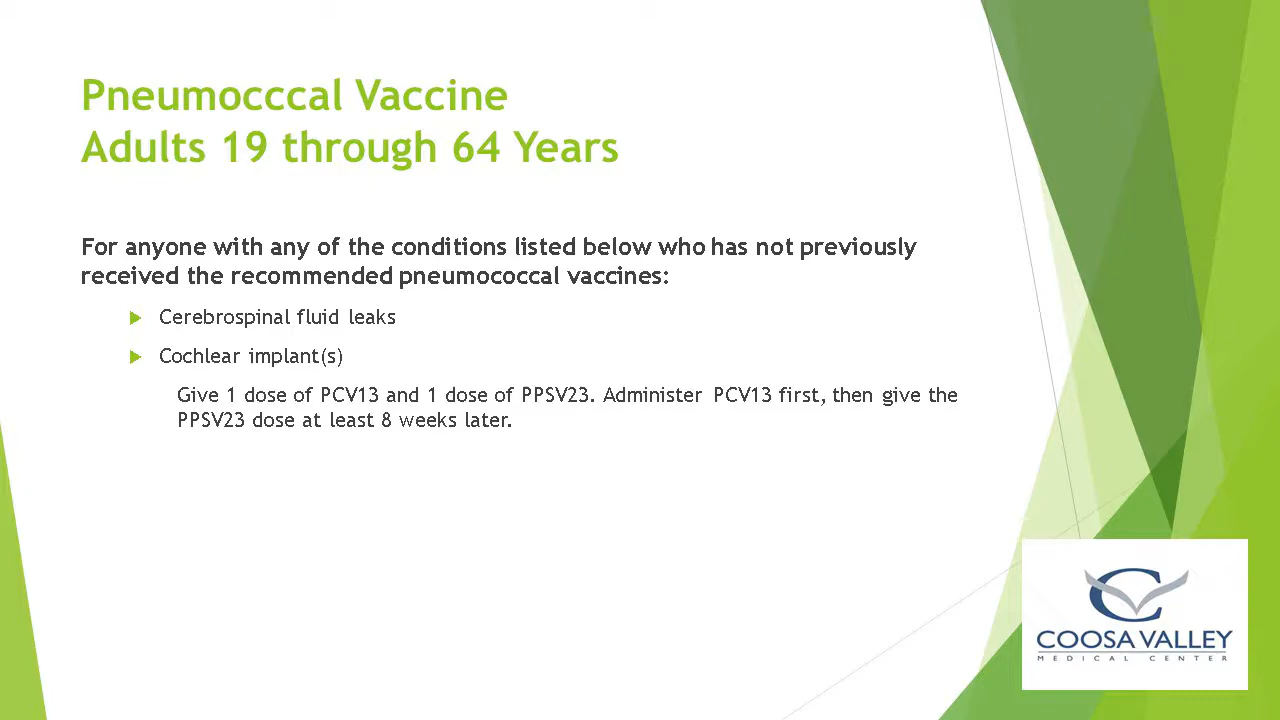 Pneumocccal Vaccine
Adults 19 through 64 Years
For anyone with any of the conditions listed below who has not previously
received the recommended pneumococcal vaccines:
Cerebrospinal fluid leaks
Cochlear implant(s)
Give 1 dose of PCV13 and 1 dose of PPSV23. Administer PCV13 first, then give the
PPSV23 dose at least 8 weeks later.
COOSA VALLEY
MEDICAL CENTER